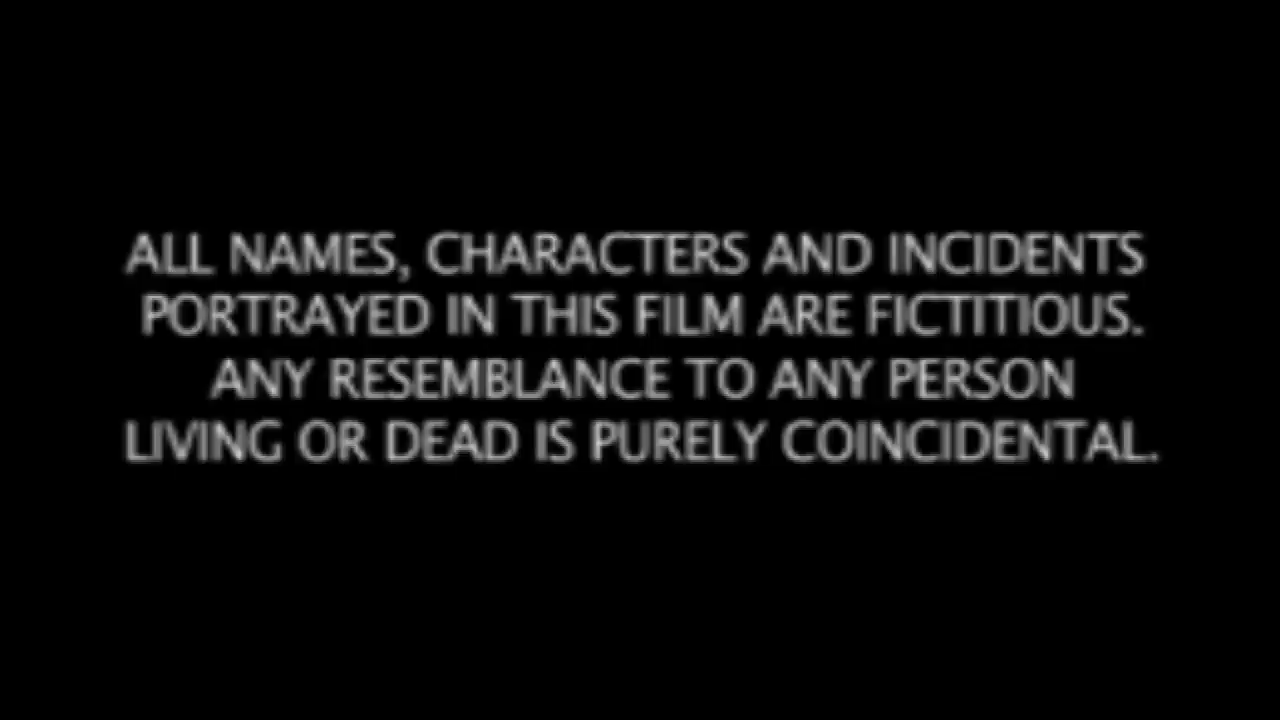 ALL NAMES, CHARACTERS AND INCIDENTS
PORTRAYED IN THIS FILM ARE FICTITIOUS.
ANY RESEMBLANCE TO ANY PERSON
LIVING OR DEAD IS PURELY COINCIDENTAL.